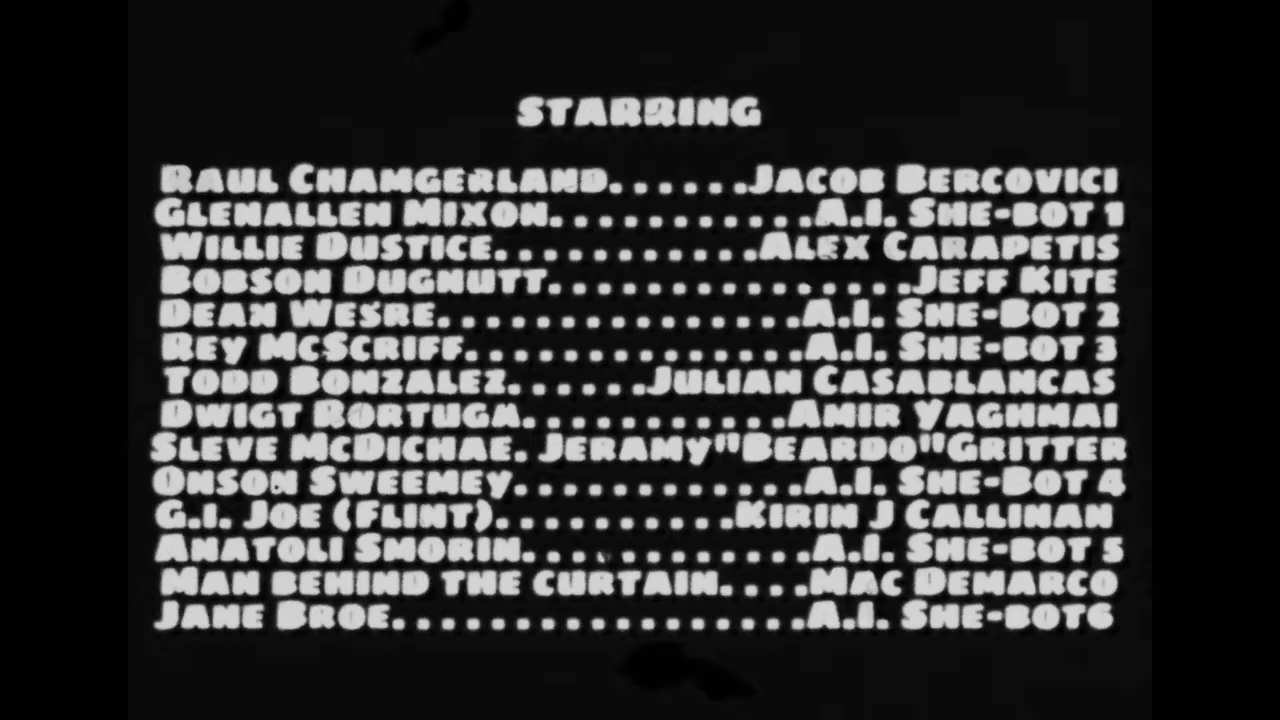 STARRING
RAUL CHAMGERLAND......JACOB BERCOVICI
GLENALLEN MIXON...........A.I. SHE-BOT 1
WILLIE DUSTICE...........ALEX CARAPETIS
BOBSON DUGNUTT...............JEFF KITE
DEAN WESRE...............A.I. SHE-BOT 2
REY MCSCRIFF..............A.I. SHE-BOT 3
TODD BONZALEZ......JULIAN CASABLANCAS
DWIGT RORTUGA...........AMIR YAGHMAI
SLEVE MCDICHAE. JERAMY"BEARDO"GRITTER
ONSON SWEEMEY............A.I. SHE-BOT 4
G.I. JOE (FLINT)..........KIRIN J CALLINAN
ANATOLI SMORIN............A.I. SHE-BOT 5
MAN BEHIND THE CURTAIN....MAC DEMARCO
JANE BROE.................A.I. SHE-BOT6